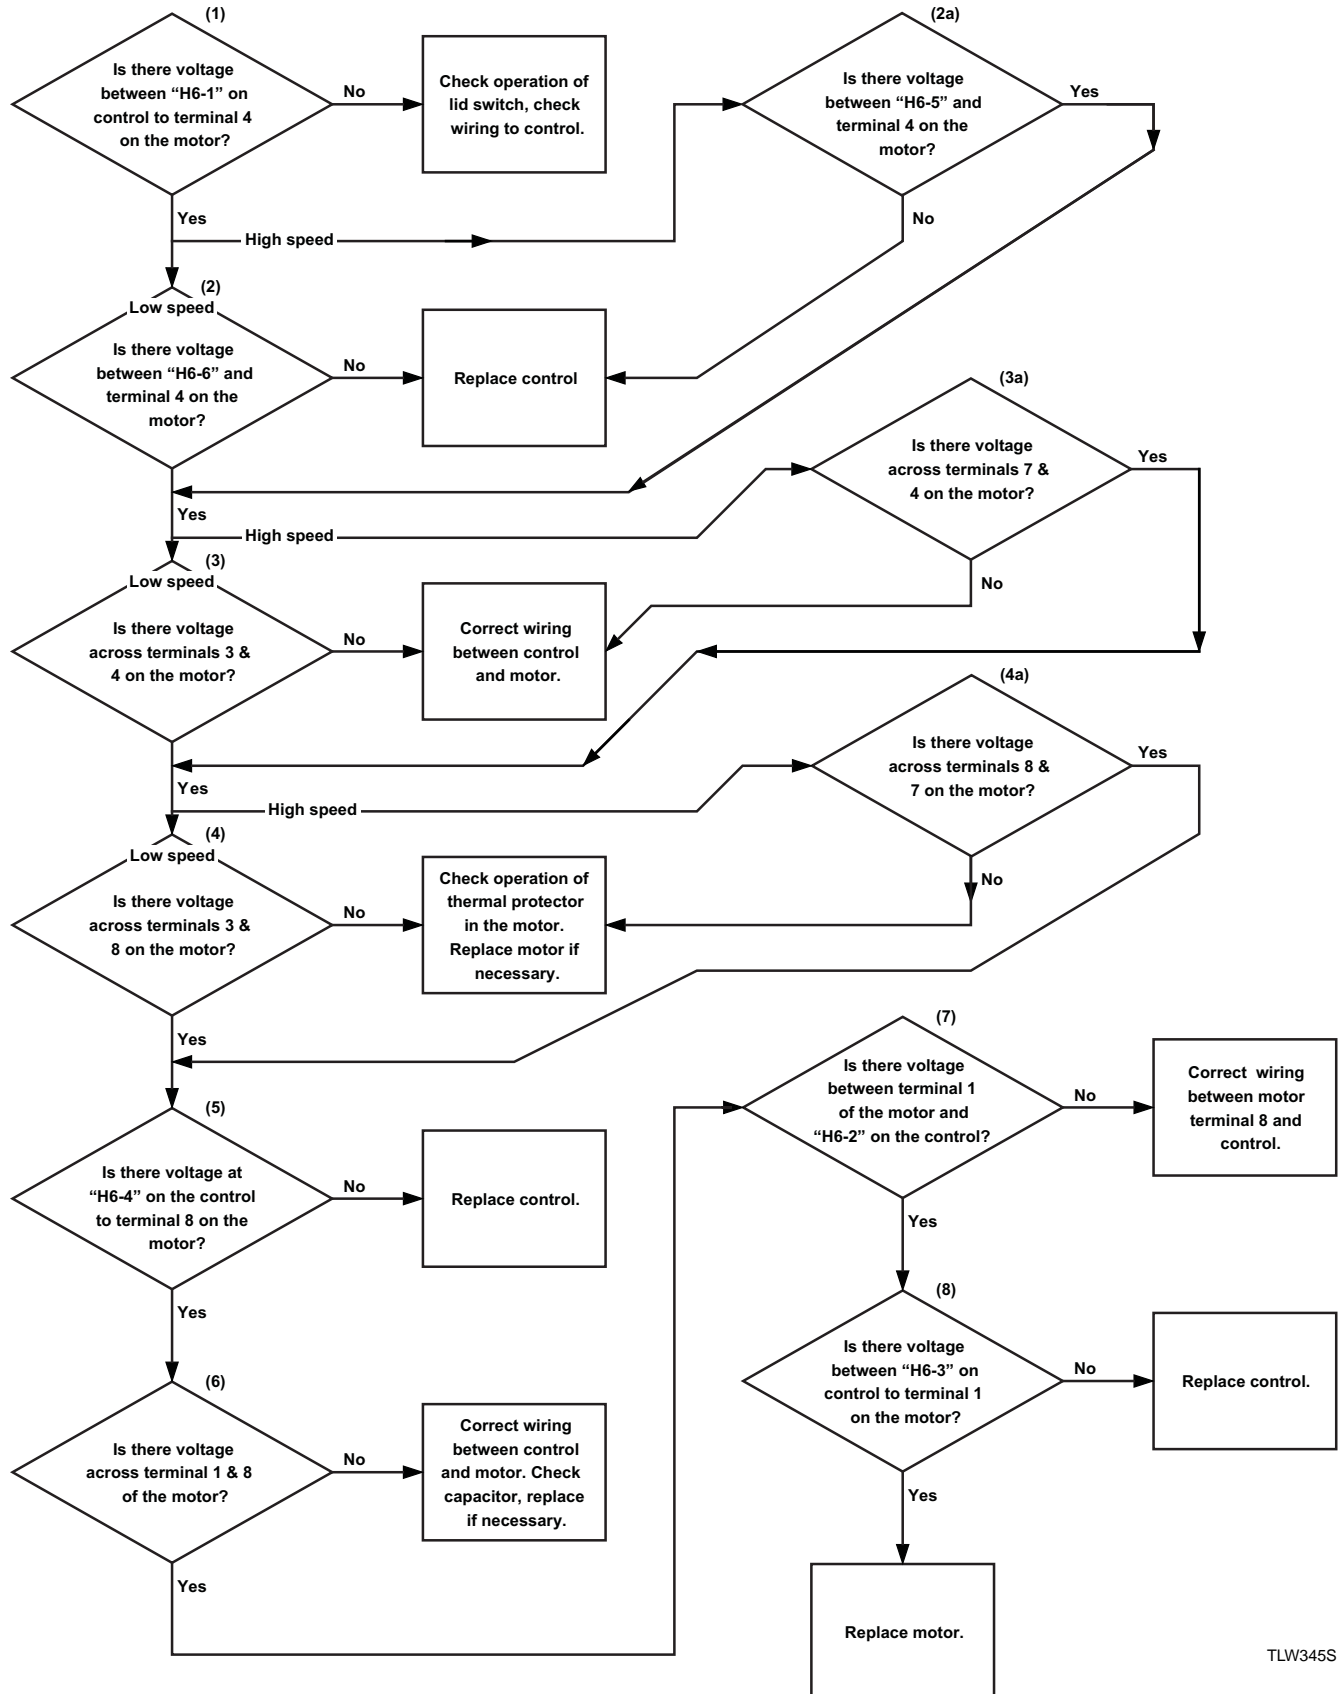 (1)
Is there voltage
between “H6-1” on
control to terminal 4
on the motor?
No
Check operation of
lid switch, check
wiring to control.
Yes
High speed
(2a)
Is there voltage
between “H6-5” and
terminal 4 on the
motor?
Yes
No
(2)
Low speed
Is there voltage
between “H6-6” and
terminal 4 on the
motor?
No
Replace control
Yes
High speed
(3a)
Is there voltage
across terminals 7 &
4 on the motor?
Yes
No
(3)
Low speed
Is there voltage
across terminals 3 &
4 on the motor?
No
Correct wiring
between control
and motor.
Yes
High speed
(4a)
Is there voltage
across terminals 8 &
7 on the motor?
Yes
No
(4)
Low speed
Is there voltage
across terminals 3 &
8 on the motor?
No
Check operation of
thermal protector
in the motor.
Replace motor if
necessary.
Yes
(5)
Is there voltage at
“H6-4” on the control
to terminal 8 on the
motor?
No
Replace control.
Yes
(6)
Is there voltage
across terminal 1 & 8
of the motor?
No
Correct wiring
between control
and motor. Check
capacitor, replace
if necessary.
Yes
(7)
Is there voltage
between terminal 1
of the motor and
“H6-2” on the control?
No
Correct wiring
between motor
terminal 8 and
control.
Yes
(8)
Is there voltage
between “H6-3” on
control to terminal 1
on the motor?
No
Replace control.
Yes
Replace motor.
TLW345S